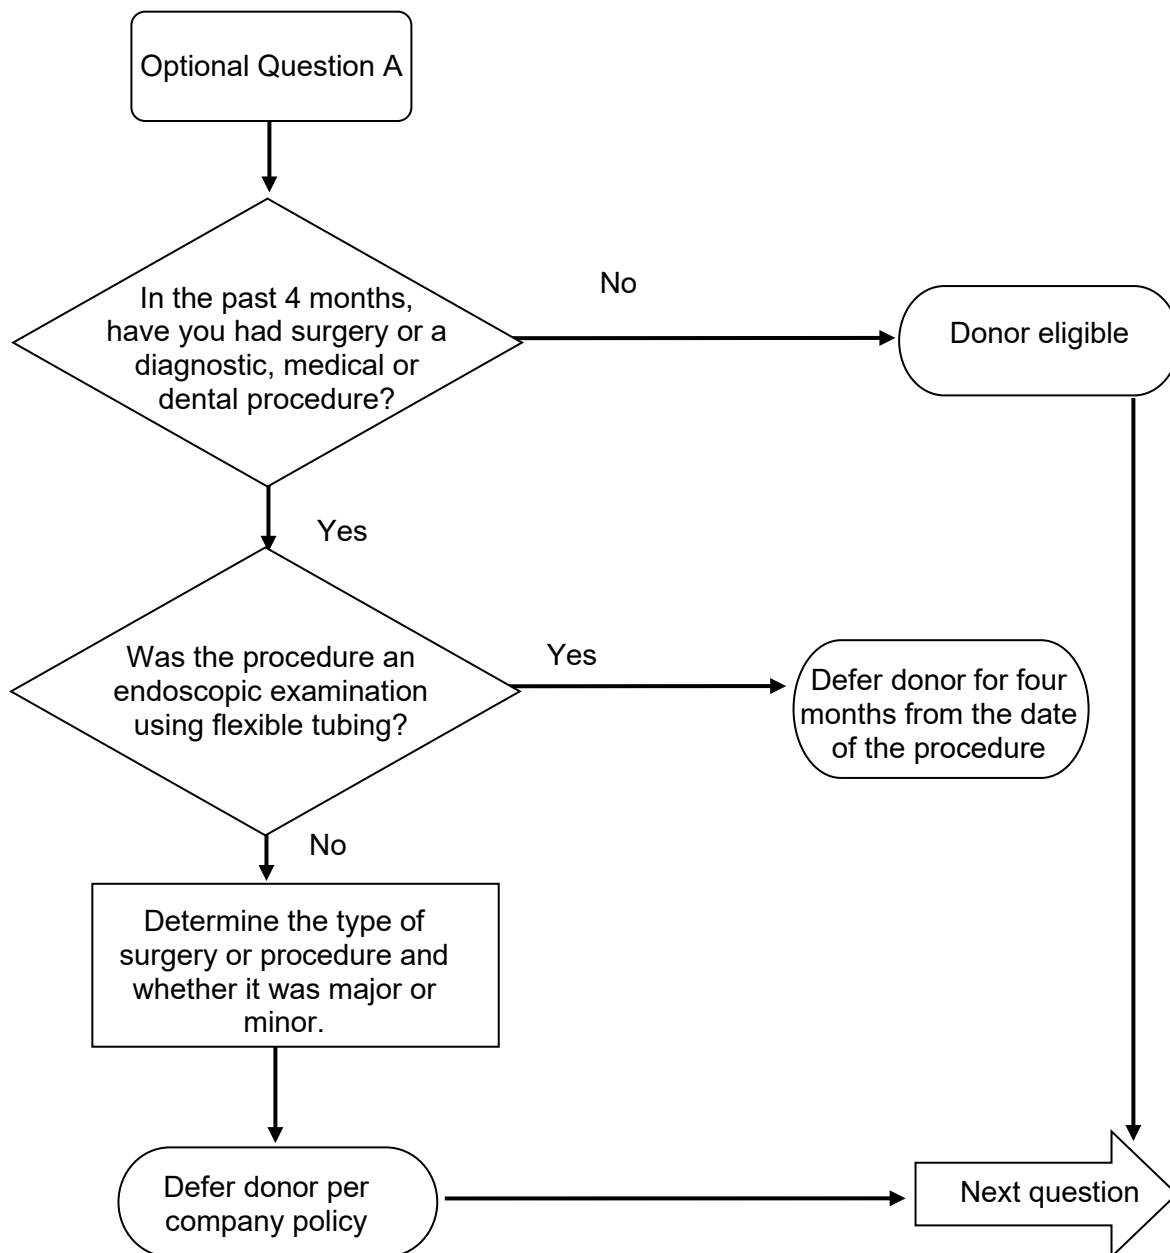 Optional Question A
In the past 4 months,
have you had surgery or a
diagnostic, medical or
dental procedure?
No
Donor eligible
Yes
Was the procedure an
endoscopic examination
using flexible tubing?
Yes
Defer donor for four
months from the date
of the procedure
No
Determine the type of
surgery or procedure and
whether it was major or
minor.
Defer donor per
company policy
Next question